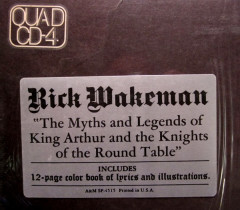 QUAD
CD-4
Rick Wakeman
"The Myths and Legends of
King Arthur and the Knights
of the Round Table"
INCLUDES
12-page color book of lyrics and illustrations.
A&M SP-4515 Printed in U.S.A.